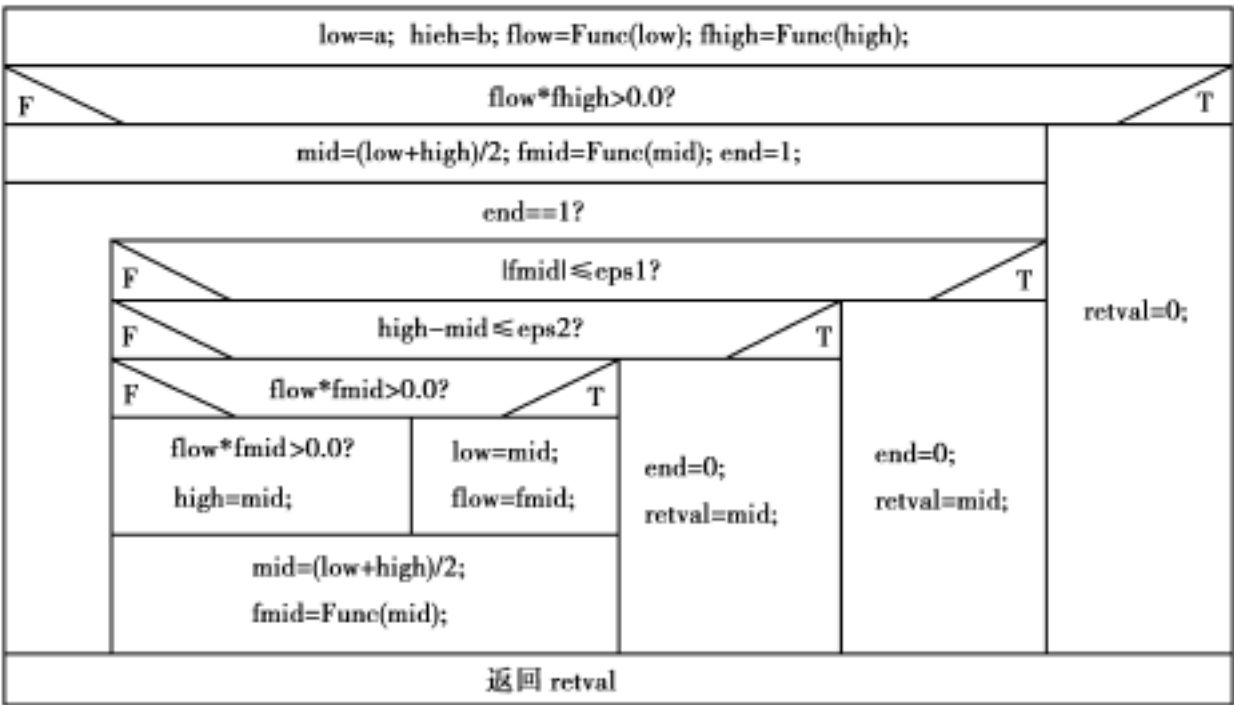 low=a; hieh=b; flow=Func(low); fhigh=Func(high);
F flow*fhigh>0.0? T
mid=(low+high)/2; fmid=Func(mid); end=1;
end==1?
F |fmid|≤eps1? T
retval=0;
F high-mid≤eps2? T
F flow*fmid>0.0? T
flow*fmid>0.0?
high=mid;
low=mid;
flow=fmid;
end=0;
retval=mid;
end=0;
retval=mid;
mid=(low+high)/2;
fmid=Func(mid);
返回 retval